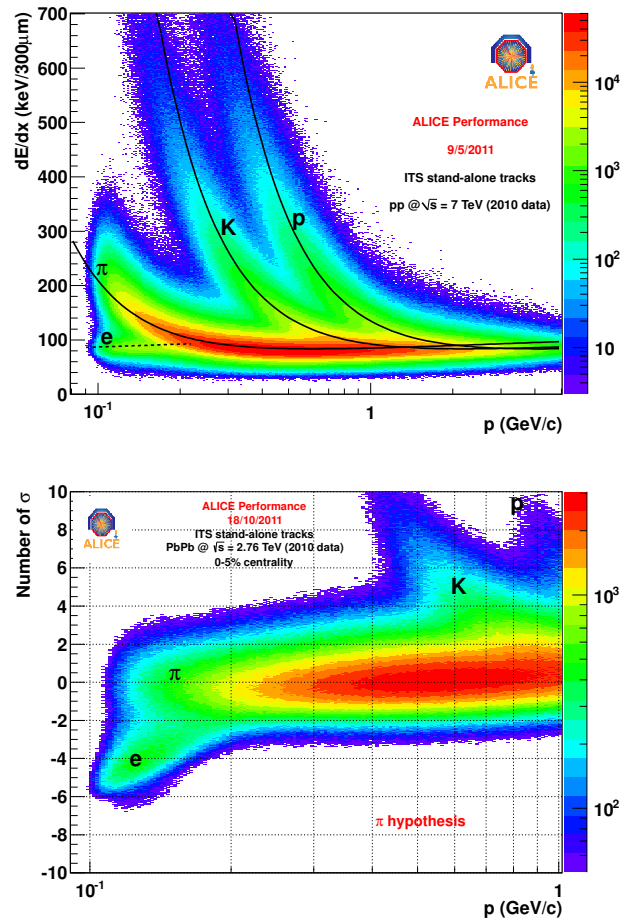 dE/dx (keV/300μm)
700
600
500
400
300
200
100
0
ALICE
ALICE Performance
9/5/2011
ITS stand-alone tracks
pp @ √s = 7 TeV (2010 data)
π
K
p
e
10⁴
10³
10²
10
10⁻¹
1
p (GeV/c)
Number of σ
10
8
6
4
2
0
-2
-4
-6
-8
-10
ALICE
ALICE Performance
18/10/2011
ITS stand-alone tracks
PbPb @ √s = 2.76 TeV (2010 data)
0-5% centrality
p
K
π
e
π hypothesis
10³
10²
10⁻¹
1
p (GeV/c)